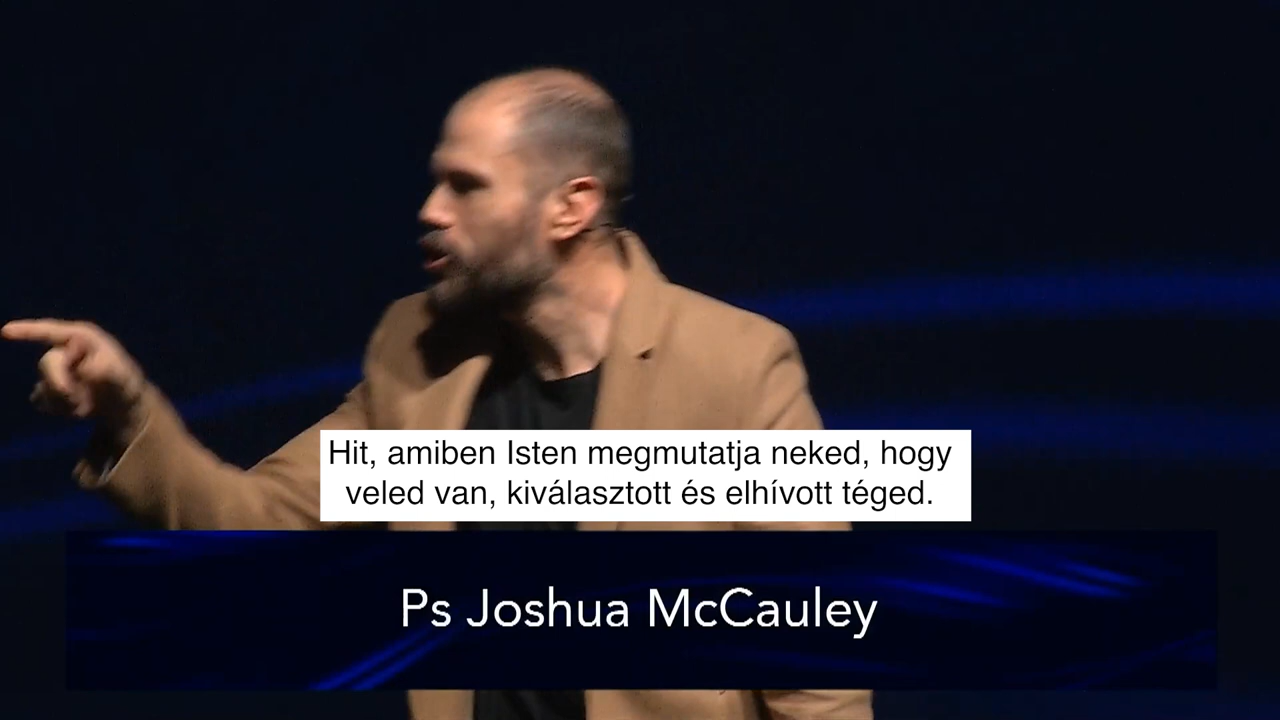 Hit, amiben Isten megmutatja neked, hogy
veled van, kiválasztott és elhívott téged.
Ps Joshua McCauley